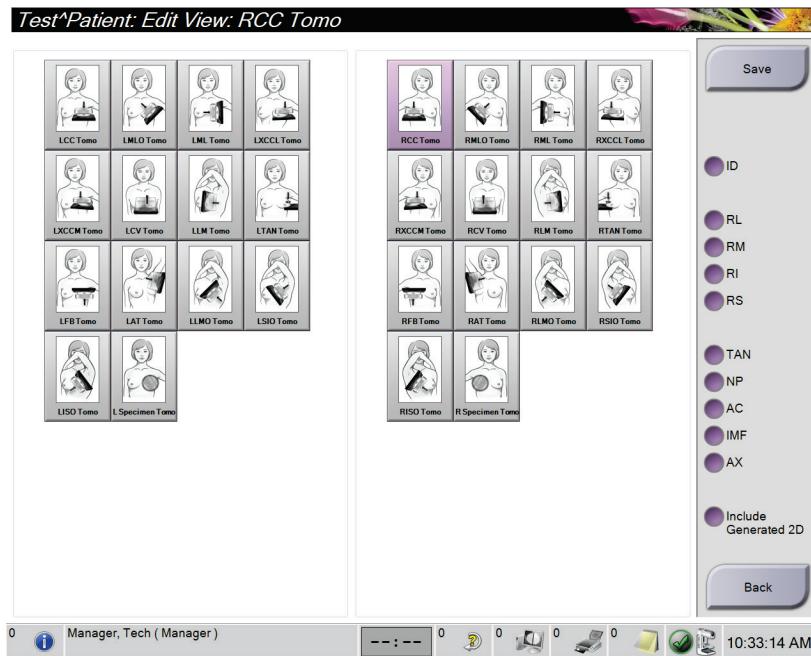 Test^Patient: Edit View: RCC Tomo
LCC Tomo
LMLO Tomo
LML Tomo
LXCCL Tomo
LXCCM Tomo
LCV Tomo
LLM Tomo
LTAN Tomo
LFB Tomo
LAT Tomo
LLMO Tomo
LSIO Tomo
LISO Tomo
L Specimen Tomo
RCC Tomo
RMLO Tomo
RML Tomo
RXCCL Tomo
RXCCM Tomo
RCV Tomo
RLM Tomo
RTAN Tomo
RFB Tomo
RAT Tomo
RLMO Tomo
RSIO Tomo
RISO Tomo
R Specimen Tomo
Save
ID
RL
RM
RI
RS
TAN
NP
AC
IMF
AX
Include
Generated 2D
Back
0
Manager, Tech ( Manager )
--:--
0
0
0
0
10:33:14 AM